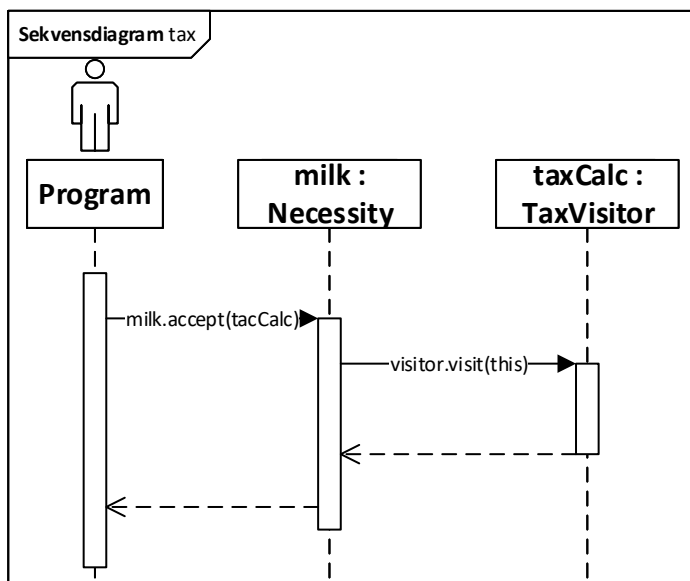 Sekvensdiagram tax
Program
milk :
Necessity
taxCalc :
TaxVisitor
milk.accept(tacCalc)
visitor.visit(this)